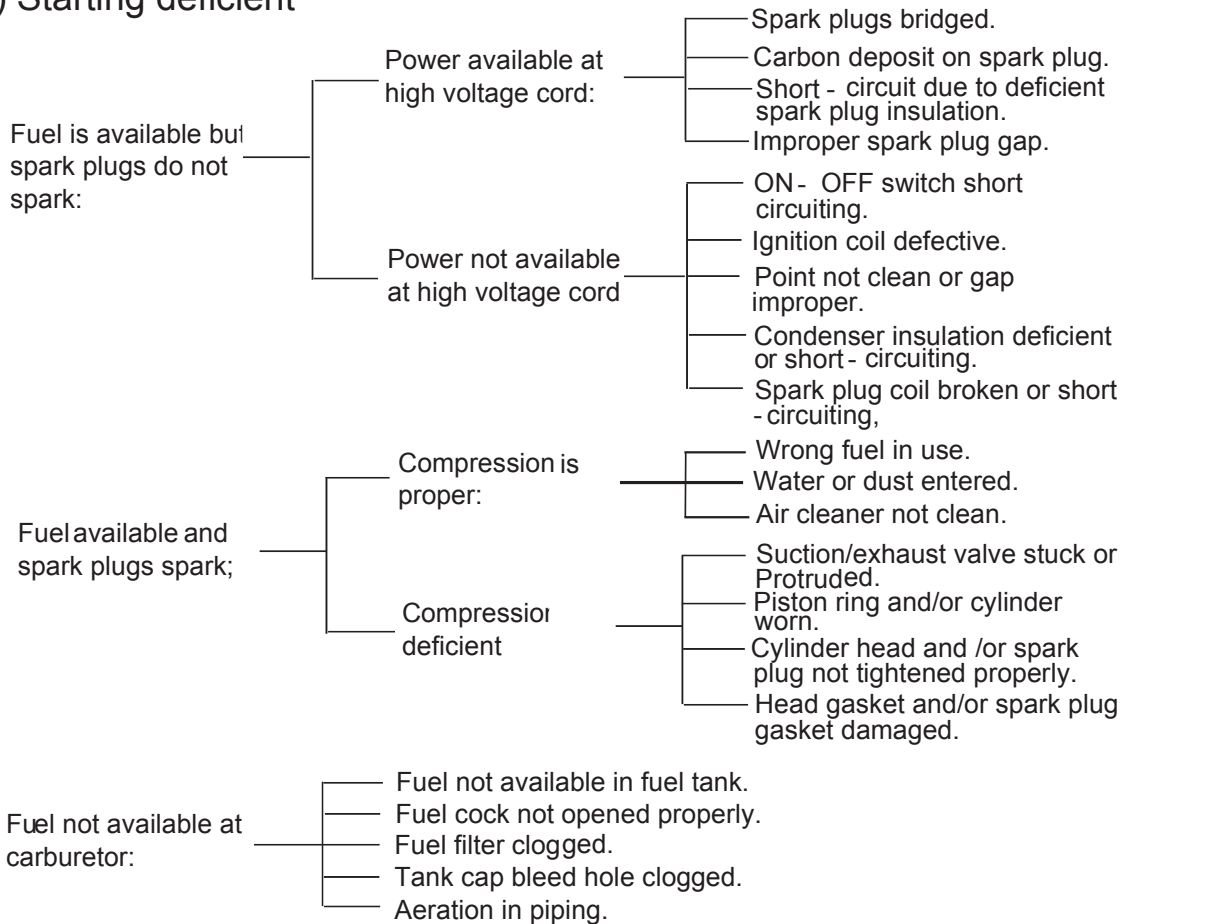 ) Starting deficient
Fuel is available but
spark plugs do not
spark:
Power available at
high voltage cord:
Spark plugs bridged.
Carbon deposit on spark plug.
Short - circuit due to deficient
spark plug insulation.
Improper spark plug gap.
Power not available
at high voltage cord
ON - OFF switch short
circuiting.
Ignition coil defective.
Point not clean or gap
improper.
Condenser insulation deficient
or short - circuiting.
Spark plug coil broken or short
- circuiting,
Fuel available and
spark plugs spark;
Compression is
proper:
Wrong fuel in use.
Water or dust entered.
Air cleaner not clean.
Compression
deficient
Suction/exhaust valve stuck or
Protruded.
Piston ring and/or cylinder
worn.
Cylinder head and /or spark
plug not tightened properly.
Head gasket and/or spark plug
gasket damaged.
Fuel not available at
carburetor:
Fuel not available in fuel tank.
Fuel cock not opened properly.
Fuel filter clogged.
Tank cap bleed hole clogged.
Aeration in piping.